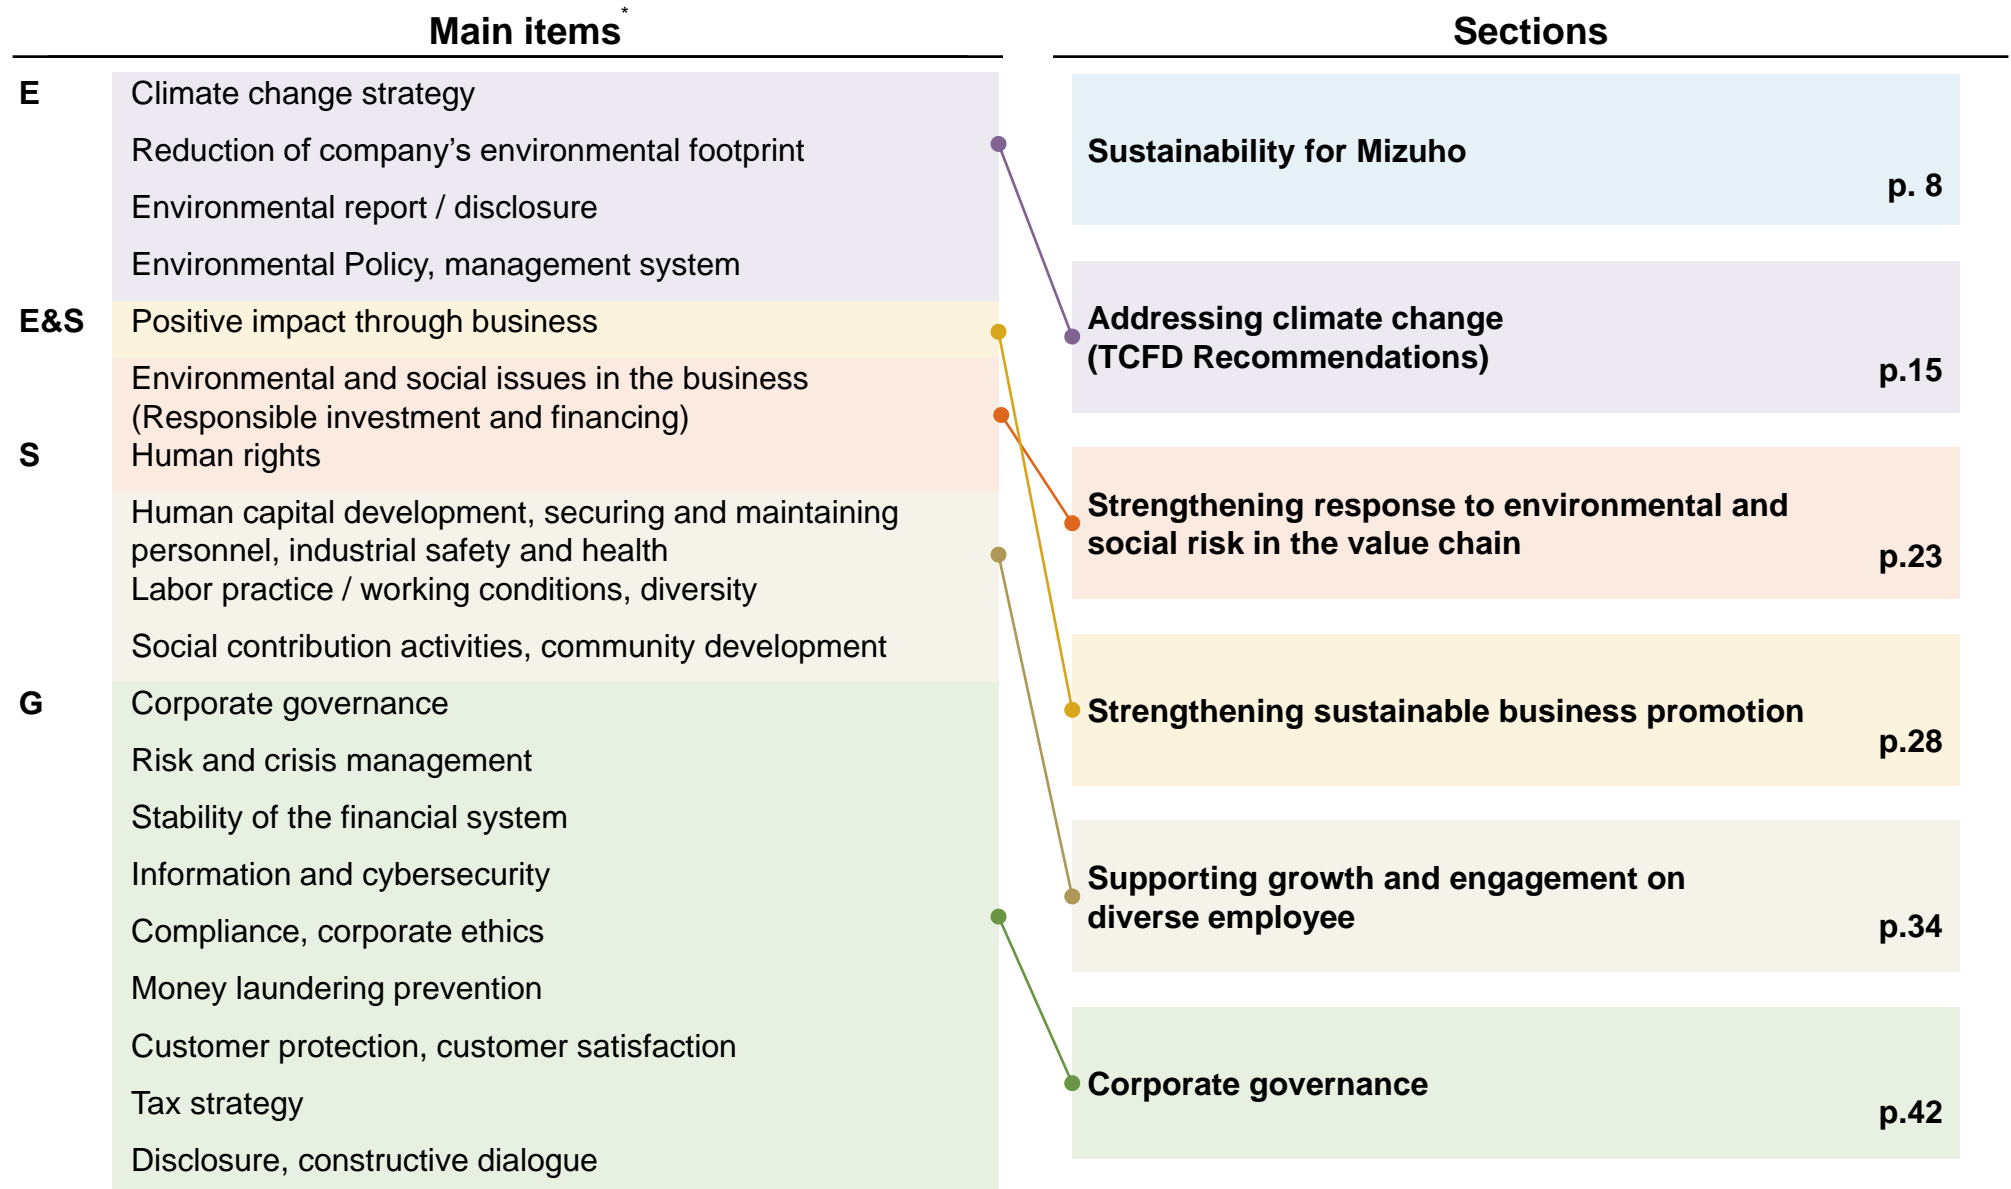 Main items*
E
Climate change strategy
Reduction of company’s environmental footprint
Environmental report / disclosure
Environmental Policy, management system
E&S
Positive impact through business
Environmental and social issues in the business
(Responsible investment and financing)
S
Human rights
Human capital development, securing and maintaining
personnel, industrial safety and health
Labor practice / working conditions, diversity
Social contribution activities, community development
G
Corporate governance
Risk and crisis management
Stability of the financial system
Information and cybersecurity
Compliance, corporate ethics
Money laundering prevention
Customer protection, customer satisfaction
Tax strategy
Disclosure, constructive dialogue
Sections
Sustainability for Mizuho
p. 8
Addressing climate change
(TCFD Recommendations)
p.15
Strengthening response to environmental and
social risk in the value chain
p.23
Strengthening sustainable business promotion
p.28
Supporting growth and engagement on
diverse employee
p.34
Corporate governance
p.42